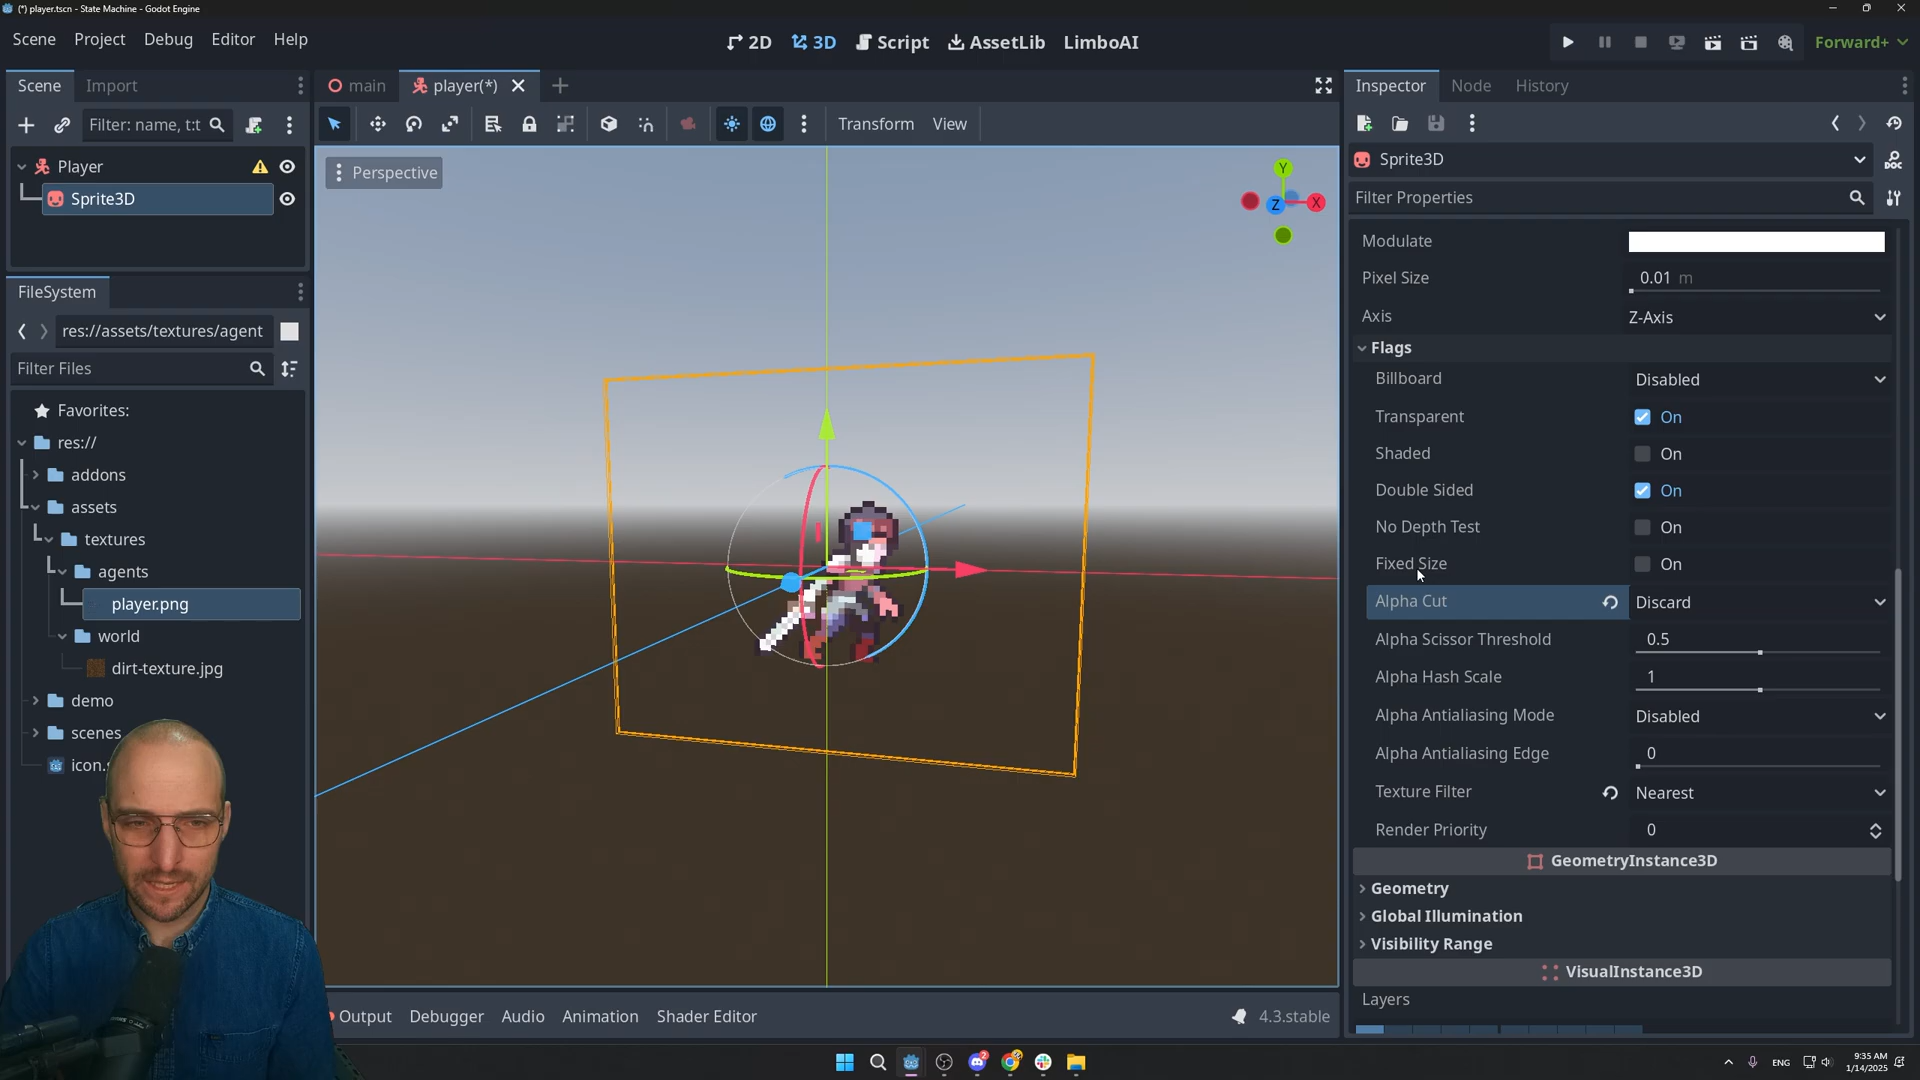 (*) player.tscn - State Machine - Godot Engine
Scene Project Debug Editor Help
2D 3D Script AssetLib LimboAI
Forward+
Scene Import
main player(*)
Inspector Node History
Filter: name, t:t
Transform View
Player
Sprite3D
Perspective
Y
X
Z
Sprite3D
Filter Properties
FileSystem
res://assets/textures/agent
Filter Files
Favorites:
res://
addons
assets
textures
agents
player.png
world
dirt-texture.jpg
demo
scenes
icon.
Modulate
Pixel Size 0.01 m
Axis Z-Axis
Flags
Billboard Disabled
Transparent On
Shaded On
Double Sided On
No Depth Test On
Fixed Size On
Alpha Cut Discard
Alpha Scissor Threshold 0.5
Alpha Hash Scale 1
Alpha Antialiasing Mode Disabled
Alpha Antialiasing Edge 0
Texture Filter Nearest
Render Priority 0
GeometryInstance3D
Geometry
Global Illumination
Visibility Range
VisualInstance3D
Layers
Output Debugger Audio Animation Shader Editor
4.3.stable
2
ENG
9:35 AM
1/14/2025